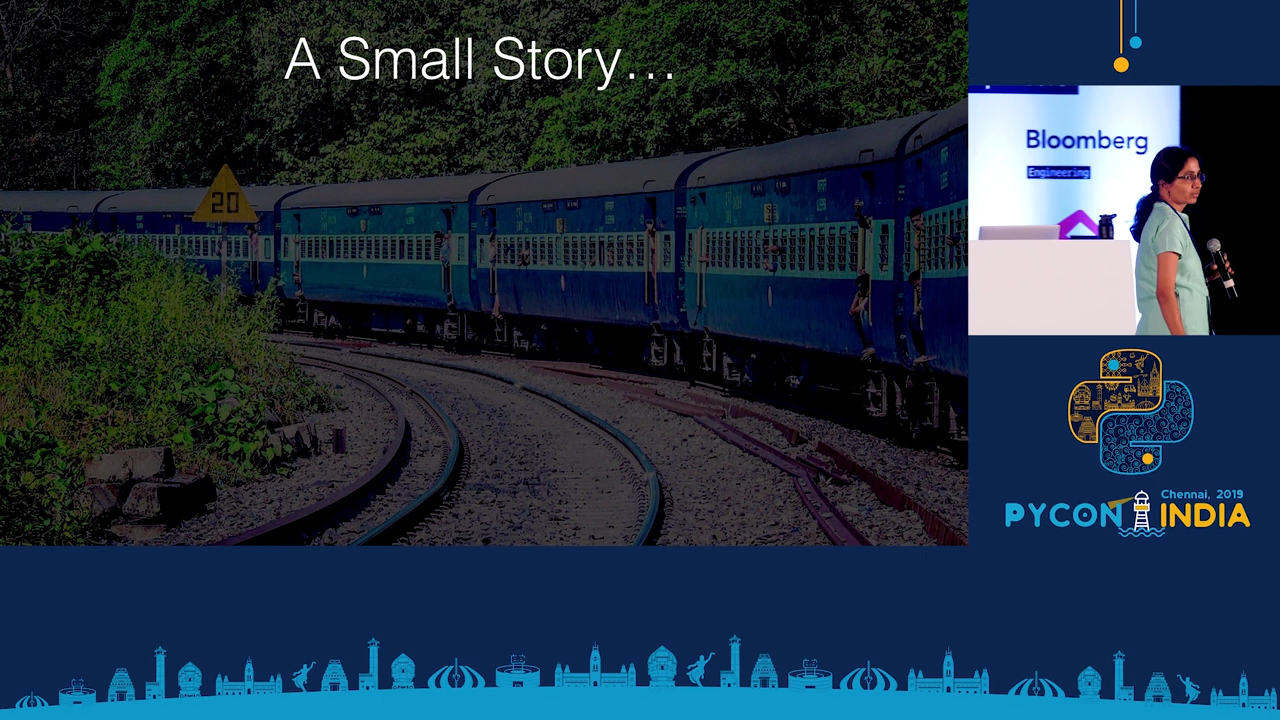 A Small Story...
20
Bloomberg
Engineering
Chennai, 2019
PYCON INDIA